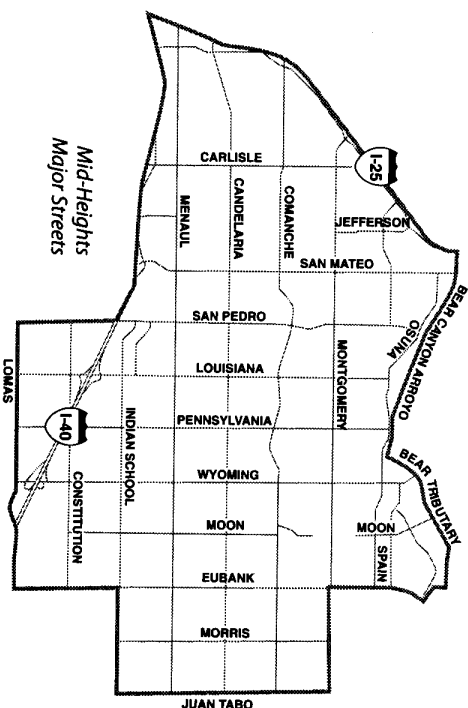 Mid-Heights
Major Streets
I-25
CARLISLE
JEFFERSON
MENAUL
CANDELARIA
COMANCHE
SAN MATEO
BEAR CANYON ARROYO
OSUNA
SAN PEDRO
MONTGOMERY
LOUISIANA
LOMAS
I-40
INDIAN SCHOOL
PENNSYLVANIA
BEAR TRIBUTARY
WYOMING
CONSTITUTION
MOON
MOON
SPAIN
EUBANK
MORRIS
JUAN TABO